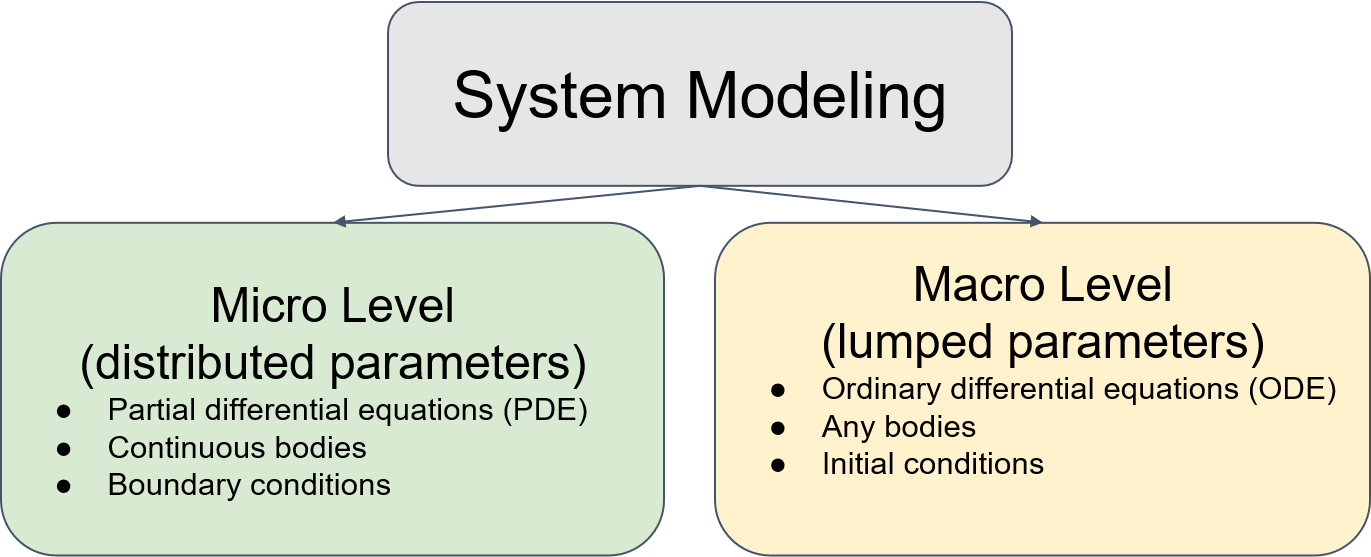 System Modeling
Micro Level
(distributed parameters)
● Partial differential equations (PDE)
● Continuous bodies
● Boundary conditions
Macro Level
(lumped parameters)
● Ordinary differential equations (ODE)
● Any bodies
● Initial conditions